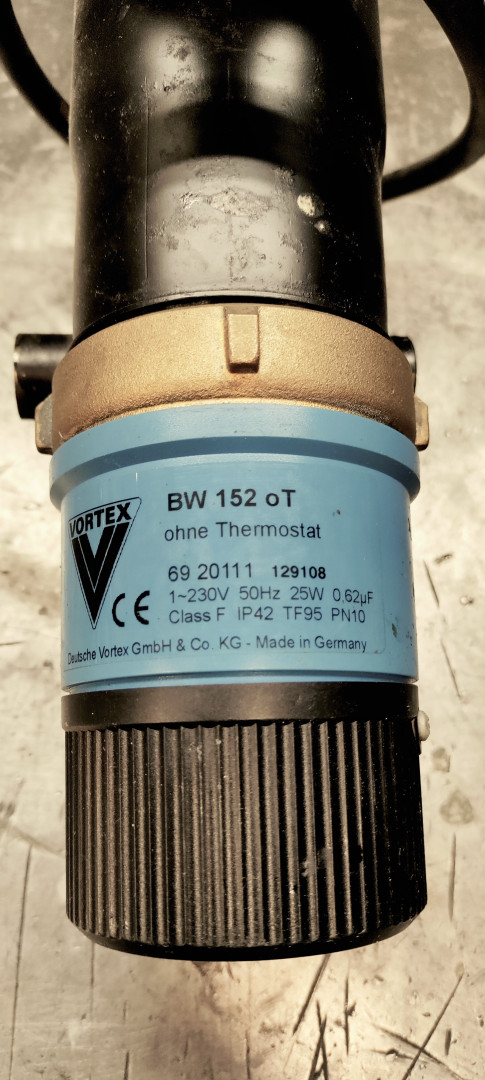 BW 152 oT
ohne Thermostat
VORTEX
69 20111 129108
1~230V 50Hz 25W 0,62µF
CE
Class F IP42 TF95 PN10
Deutsche Vortex GmbH & Co. KG - Made in Germany